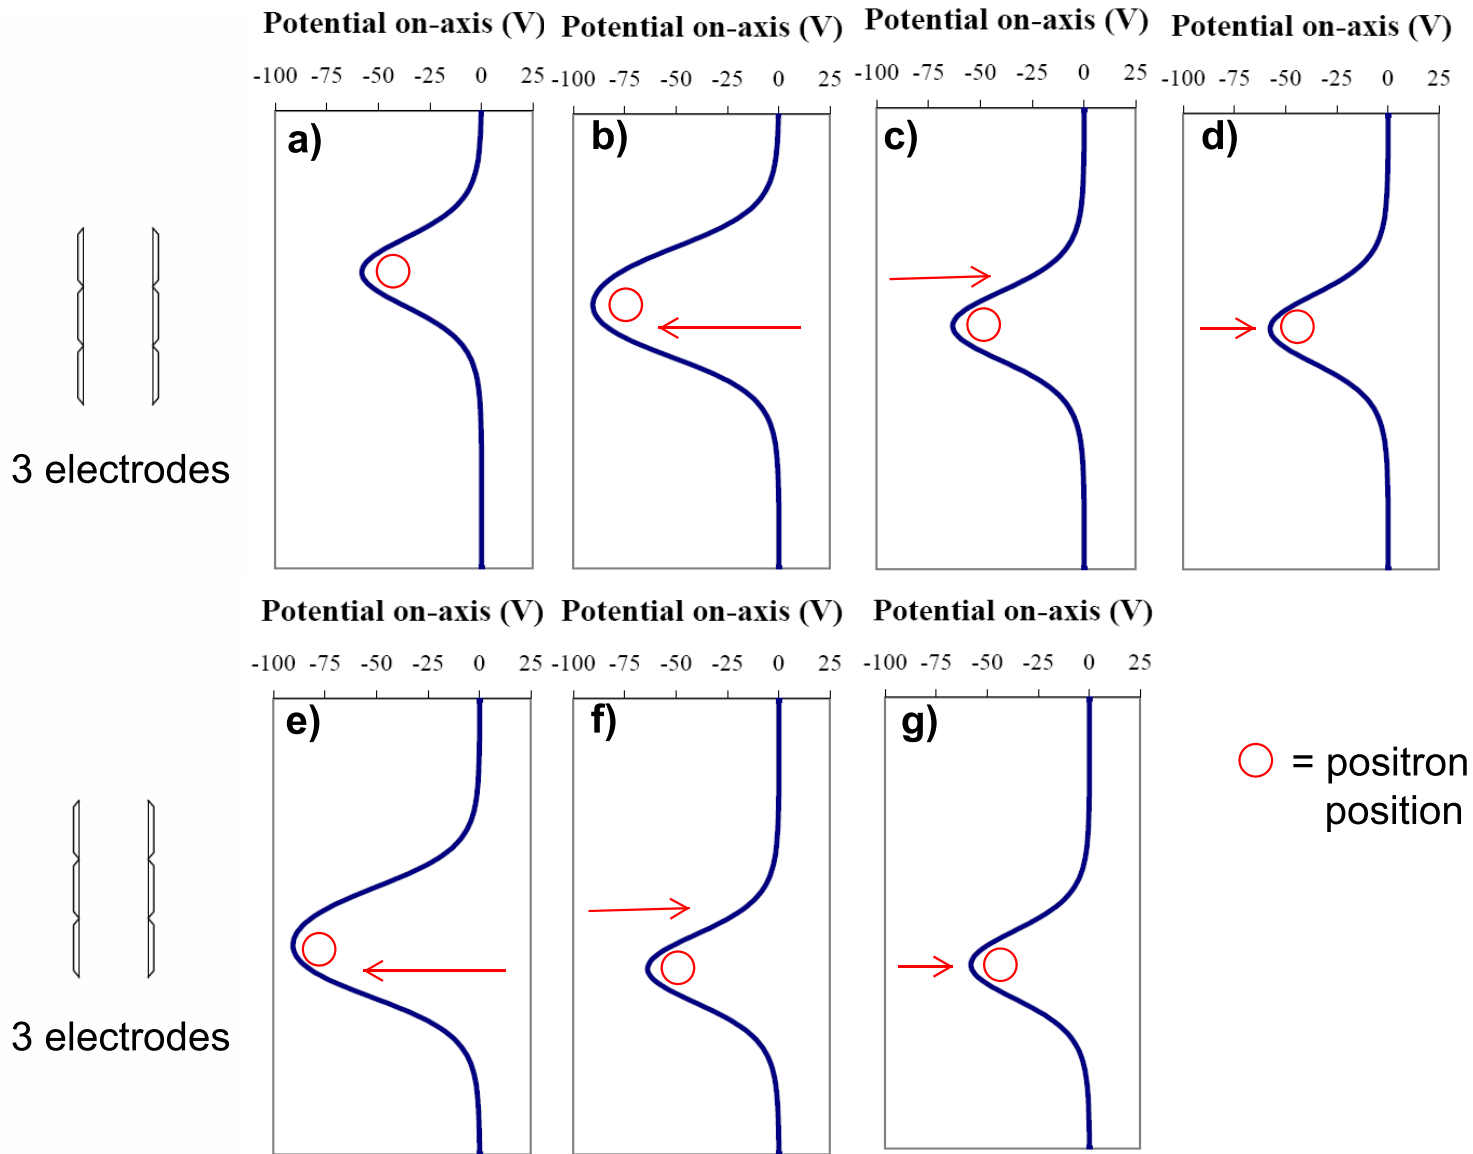 Potential on-axis (V)
-100 -75 -50 -25 0 25
a)
Potential on-axis (V)
-100 -75 -50 -25 0 25
b)
Potential on-axis (V)
-100 -75 -50 -25 0 25
c)
Potential on-axis (V)
-100 -75 -50 -25 0 25
d)
3 electrodes
Potential on-axis (V)
-100 -75 -50 -25 0 25
e)
Potential on-axis (V)
-100 -75 -50 -25 0 25
f)
Potential on-axis (V)
-100 -75 -50 -25 0 25
g)
= positron
position
3 electrodes